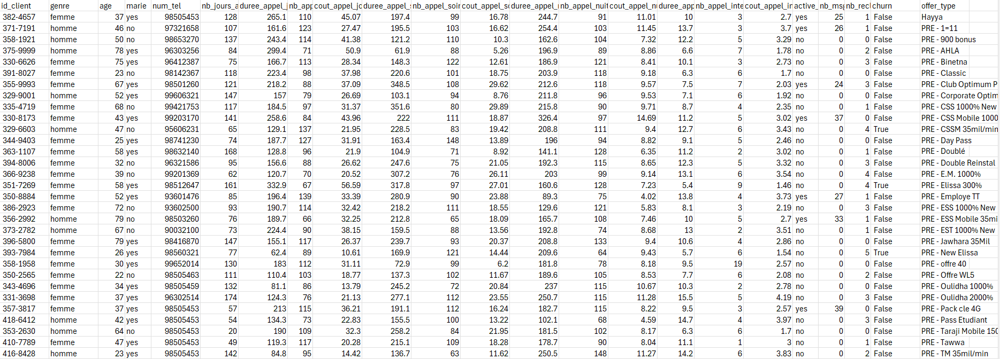 id_client genre age marie num_tel nb_jours_a duree_appel_j nb_app cout_appel_jo duree_appel_s nb_appel_soir cout_appel_so duree_appel_n nb_appel_nuit cout_appel_nu duree_app nb_appel_inte cout_appel_in active_ nb_msg nb_recl churn offer_type
382-4657 femme 37 yes 98505453 128 265.1 110 45.07 197.4 99 16.78 244.7 91 11.01 10 3 2.7 yes 25 1 False Hayya
371-7191 homme 46 no 97321658 107 161.6 123 27.47 195.5 103 16.62 254.4 103 11.45 13.7 3 3.7 yes 26 1 False PRE - 1=11
358-1921 homme 50 no 98653270 137 243.4 114 41.38 121.2 110 10.3 162.6 104 7.32 12.2 5 3.29 no 0 0 False PRE - 900 bonus
375-9999 homme 78 yes 96303256 84 299.4 71 50.9 61.9 88 5.26 196.9 89 8.86 6.6 7 1.78 no 0 2 False PRE - AHLA
330-6626 femme 75 yes 96412387 75 166.7 113 28.34 148.3 122 12.61 186.9 121 8.41 10.1 3 2.73 no 0 3 False PRE - Binetna
391-8027 femme 23 no 98142367 118 223.4 98 37.98 220.6 101 18.75 203.9 118 9.18 6.3 6 1.7 no 0 0 False PRE - Classic
355-9993 femme 67 yes 98501260 121 218.2 88 37.09 348.5 108 29.62 212.6 118 9.57 7.5 7 2.03 yes 24 3 False PRE - Club Optimum P
329-9001 homme 52 yes 99606321 147 157 79 26.69 103.1 94 8.76 211.8 96 9.53 7.1 6 1.92 no 0 0 False PRE - Corporate Optim
335-4719 femme 68 no 99421753 117 184.5 97 31.37 351.6 80 29.89 215.8 90 9.71 8.7 4 2.35 no 0 1 False PRE - CSS 1000% New
330-8173 femme 43 yes 99203170 141 258.6 84 43.96 222 111 18.87 326.4 97 14.69 11.2 5 3.02 yes 37 0 False PRE - CSS Mobile 1000
329-6603 homme 47 no 95606231 65 129.1 137 21.95 228.5 83 19.42 208.8 111 9.4 12.7 6 3.43 no 0 4 True PRE - CSSM 35mil/min
344-9403 femme 25 yes 98741230 74 187.7 127 31.91 163.4 148 13.89 196 94 8.82 9.1 5 2.46 no 0 0 False PRE - Day Pass
363-1107 femme 58 yes 98632140 168 128.8 96 21.9 104.9 71 8.92 141.1 128 6.35 11.2 2 3.02 no 0 1 False PRE - Doublé
394-8006 femme 32 no 96321586 95 156.6 88 26.62 247.6 75 21.05 192.3 115 8.65 12.3 5 3.32 no 0 3 False PRE - Double Reinstal
366-9238 femme 39 no 99201369 62 120.7 70 20.52 307.2 76 26.11 203 99 9.14 13.1 6 3.54 no 0 4 False PRE - E.M. 1000%
351-7269 femme 58 yes 98512647 161 332.9 67 56.59 317.8 97 27.01 160.6 128 7.23 5.4 9 1.46 no 0 4 True PRE - Elissa 300%
350-8884 femme 52 yes 93601476 85 196.4 139 33.39 280.9 90 23.88 89.3 75 4.02 13.8 4 3.73 yes 27 1 False PRE - Employe TT
386-2923 femme 72 no 93602500 93 190.7 114 32.42 218.2 111 18.55 129.6 121 5.83 8.1 3 2.19 no 0 3 False PRE - ESS 1000% New
356-2992 homme 79 no 98503260 76 189.7 66 32.25 212.8 65 18.09 165.7 108 7.46 10 5 2.7 yes 33 1 False PRE - ESS Mobile 35mi
373-2782 homme 67 no 90032100 73 224.4 90 38.15 159.5 88 13.56 192.8 74 8.68 13 2 3.51 no 0 1 False PRE - EST 1000% New
396-5800 femme 79 yes 98416870 147 155.1 117 26.37 239.7 93 20.37 208.8 133 9.4 10.6 4 2.86 no 0 0 False PRE - Jawhara 35Mil
393-7984 femme 26 yes 98560321 77 62.4 89 10.61 169.9 121 14.44 209.6 64 9.43 5.7 6 1.54 no 0 5 True PRE - New Elissa
358-1958 femme 30 yes 99652014 130 183 112 31.11 72.9 99 6.2 181.8 78 8.18 9.5 19 2.57 no 0 0 False PRE - offre 40
350-2565 femme 22 no 98505463 111 110.4 103 18.77 137.3 102 11.67 189.6 105 8.53 7.7 6 2.08 no 0 2 False PRE - Offre WL5
343-4696 femme 34 yes 98505459 132 81.1 86 13.79 245.2 72 20.84 237 115 10.67 10.3 2 2.78 no 0 0 False PRE - Oulidha 1000%
331-3698 femme 37 yes 96302514 174 124.3 76 21.13 277.1 112 23.55 250.7 115 11.28 15.5 5 4.19 no 0 3 False PRE - Oulidha 2000%
357-3817 femme 37 yes 98505453 57 213 115 36.21 191.1 112 16.24 182.7 115 8.22 9.5 3 2.57 yes 39 0 False PRE - Pack cle 4G
418-6412 homme 42 yes 98505453 54 134.3 73 22.83 155.5 100 13.22 102.1 68 4.59 14.7 4 3.97 no 0 3 False PRE - Pass Etudiant
353-2630 homme 64 no 98505453 20 190 109 32.3 258.2 84 21.95 181.5 102 8.17 6.3 6 1.7 no 0 0 False PRE - Taraji Mobile 150
410-7789 femme 47 yes 98505453 49 119.3 117 20.28 215.1 109 18.28 178.7 90 8.04 11.1 1 3 no 0 1 False PRE - Tawwa
416-8428 homme 23 yes 98505453 142 84.8 95 14.42 136.7 63 11.62 250.5 148 11.27 14.2 6 3.83 no 0 2 False PRE - TM 35mil/min